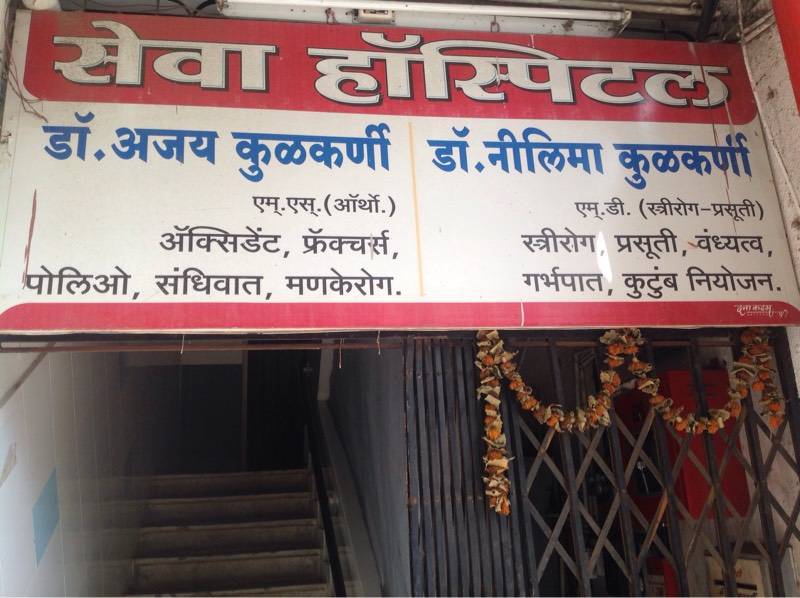 सेवा हॉस्पिटल
डॉ. अजय कुळकर्णी
एम्.एस्.(ऑर्थो.)
ॲक्सिडेंट, फ्रॅक्चर्स,
पोलिओ, संधिवात, मणकेरोग.
डॉ. नीलिमा कुळकर्णी
एम्.डी. (स्त्रीरोग-प्रसूती)
स्त्रीरोग, प्रसूती, वंध्यत्व,
गर्भपात, कुटुंब नियोजन.